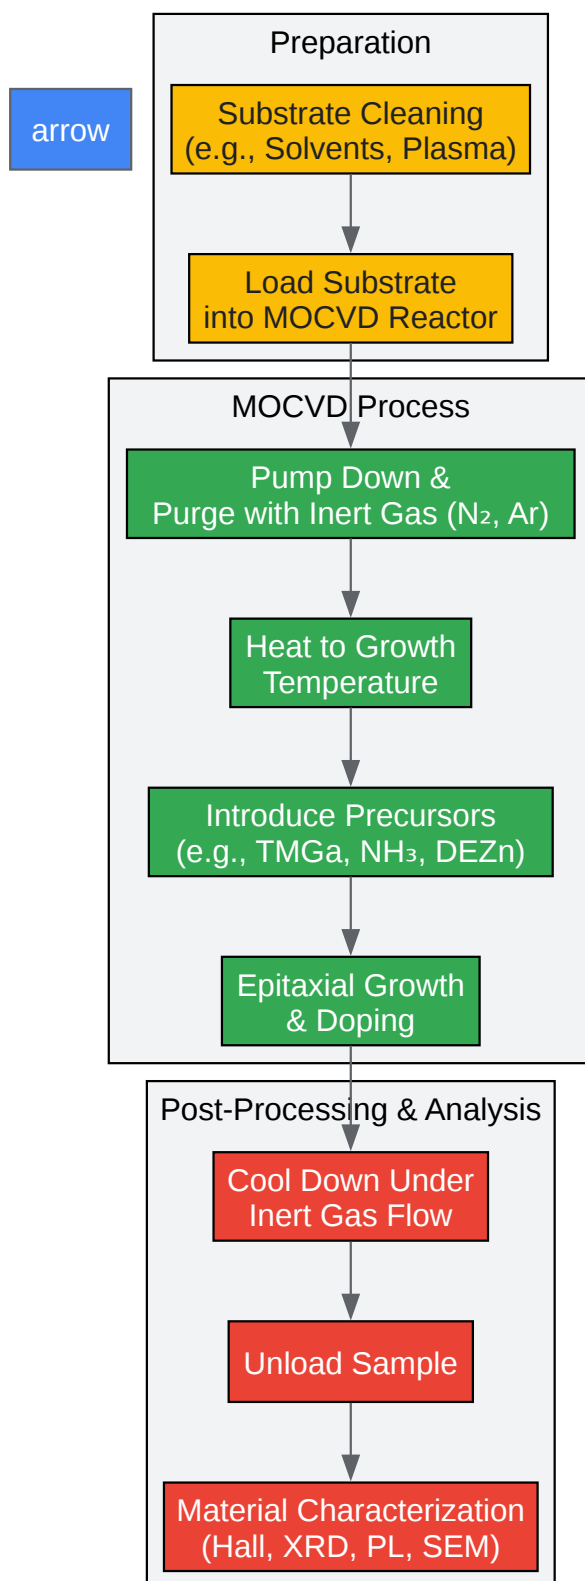 Preparation
arrow
Substrate Cleaning
(e.g., Solvents, Plasma)
Load Substrate
into MOCVD Reactor
MOCVD Process
Pump Down &
Purge with Inert Gas (N₂, Ar)
Heat to Growth
Temperature
Introduce Precursors
(e.g., TMGa, NH₃, DEZn)
Epitaxial Growth
& Doping
Post-Processing & Analysis
Cool Down Under
Inert Gas Flow
Unload Sample
Material Characterization
(Hall, XRD, PL, SEM)